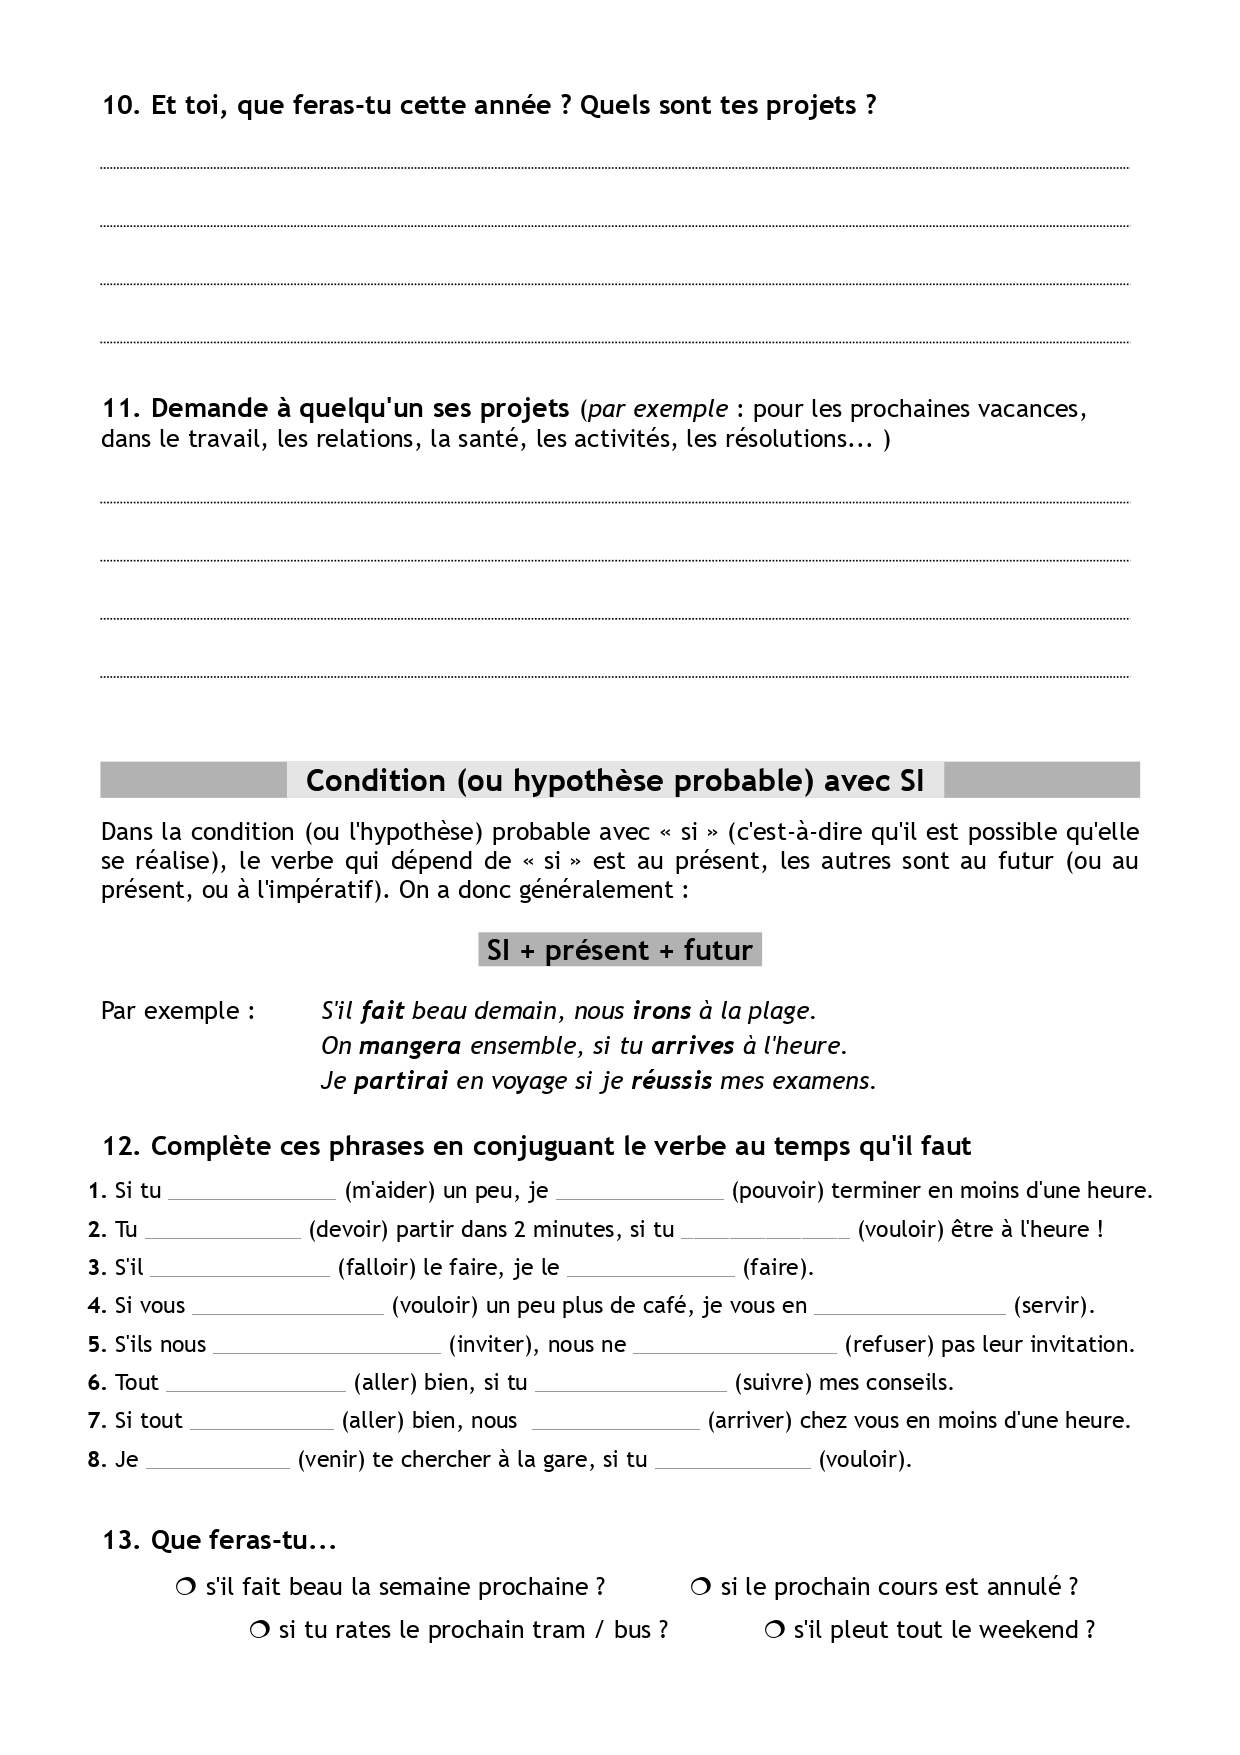 10. Et toi, que feras-tu cette année ? Quels sont tes projets ?
11. Demande à quelqu'un ses projets (par exemple : pour les prochaines vacances,
dans le travail, les relations, la santé, les activités, les résolutions... )
Condition (ou hypothèse probable) avec SI
Dans la condition (ou l'hypothèse) probable avec « si » (c'est-à-dire qu'il est possible qu'elle
se réalise), le verbe qui dépend de « si » est au présent, les autres sont au futur (ou au
présent, ou à l'impératif). On a donc généralement :
SI + présent + futur
Par exemple : S'il fait beau demain, nous irons à la plage.
On mangera ensemble, si tu arrives à l'heure.
Je partirai en voyage si je réussis mes examens.
12. Complète ces phrases en conjuguant le verbe au temps qu'il faut
1. Si tu ______________ (m'aider) un peu, je ______________ (pouvoir) terminer en moins d'une heure.
2. Tu _____________ (devoir) partir dans 2 minutes, si tu ______________ (vouloir) être à l'heure !
3. S'il _______________ (falloir) le faire, je le ______________ (faire).
4. Si vous ________________ (vouloir) un peu plus de café, je vous en ________________ (servir).
5. S'ils nous ___________________ (inviter), nous ne _________________ (refuser) pas leur invitation.
6. Tout _______________ (aller) bien, si tu ________________ (suivre) mes conseils.
7. Si tout ____________ (aller) bien, nous ______________ (arriver) chez vous en moins d'une heure.
8. Je ____________ (venir) te chercher à la gare, si tu _____________ (vouloir).
13. Que feras-tu...
❍ s'il fait beau la semaine prochaine ? ❍ si le prochain cours est annulé ?
❍ si tu rates le prochain tram / bus ? ❍ s'il pleut tout le weekend ?